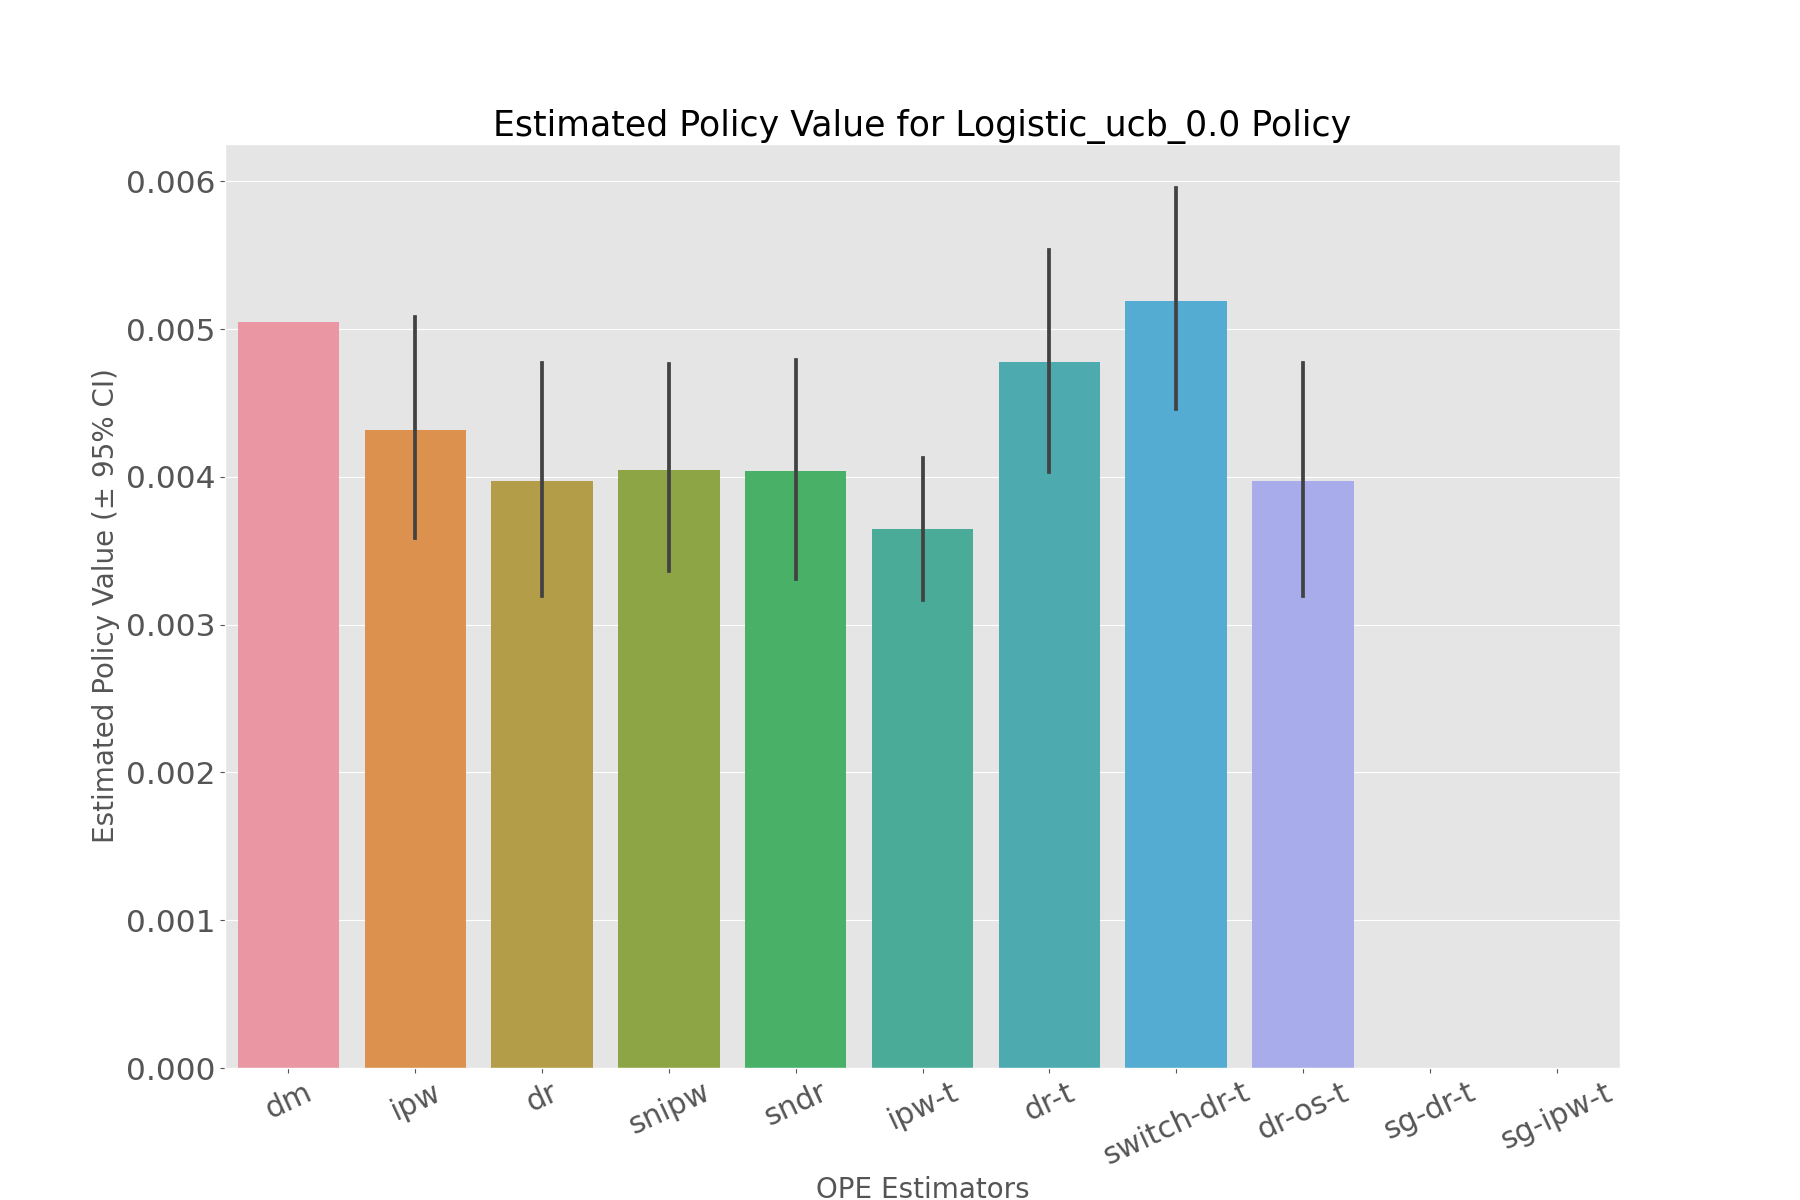 Estimated Policy Value for Logistic_ucb_0.0 Policy
Estimated Policy Value (± 95% CI)
0.006
0.005
0.004
0.003
0.002
0.001
0.000
dm
ipw
dr
snipw
sndr
ipw-t
dr-t
switch-dr-t
dr-os-t
sg-dr-t
sg-ipw-t
OPE Estimators